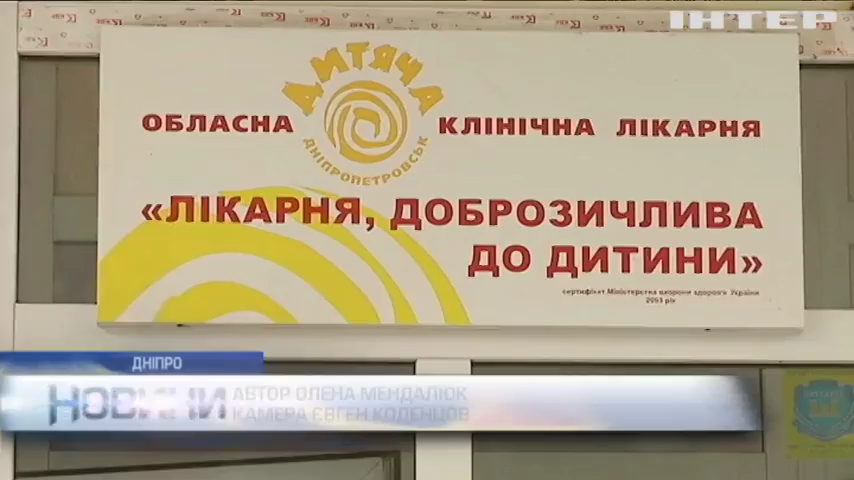 ІНТЕР
ДИТЯЧА
ОБЛАСНА КЛІНІЧНА ЛІКАРНЯ
ДНІПРОПЕТРОВСЬК
«ЛІКАРНЯ, ДОБРОЗИЧЛИВА
ДО ДИТИНИ»
сертифікат Міністерства охорони здоров'я України
ДНІПРО
НОВИНИ
АВТОР ОЛЕНА МЕНДАЛЮК
КАМЕРА ЄВГЕН КОДЕНЦОВ